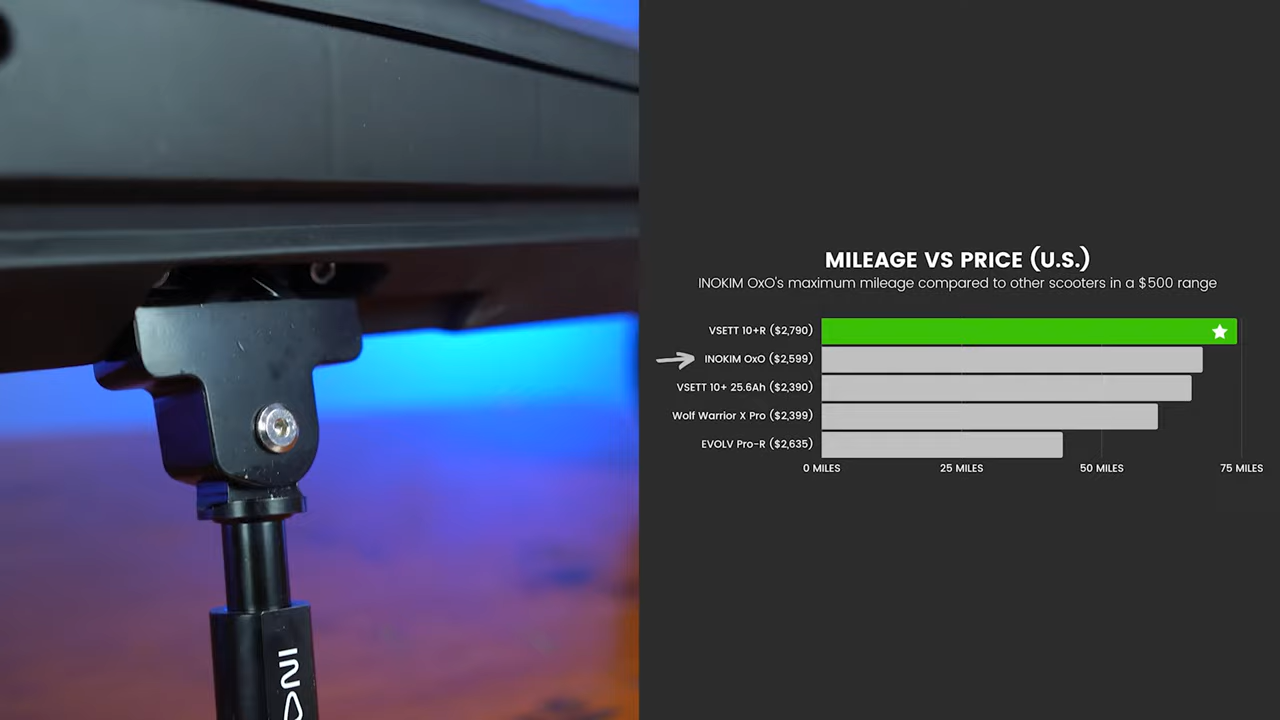 MILEAGE VS PRICE (U.S.)
INOKIM OxO's maximum mileage compared to other scooters in a $500 range
VSETT 10+R ($2,790)
INOKIM OxO ($2,599)
VSETT 10+ 25.6Ah ($2,390)
Wolf Warrior X Pro ($2,399)
EVOLV Pro-R ($2,635)
0 MILES 25 MILES 50 MILES 75 MILES